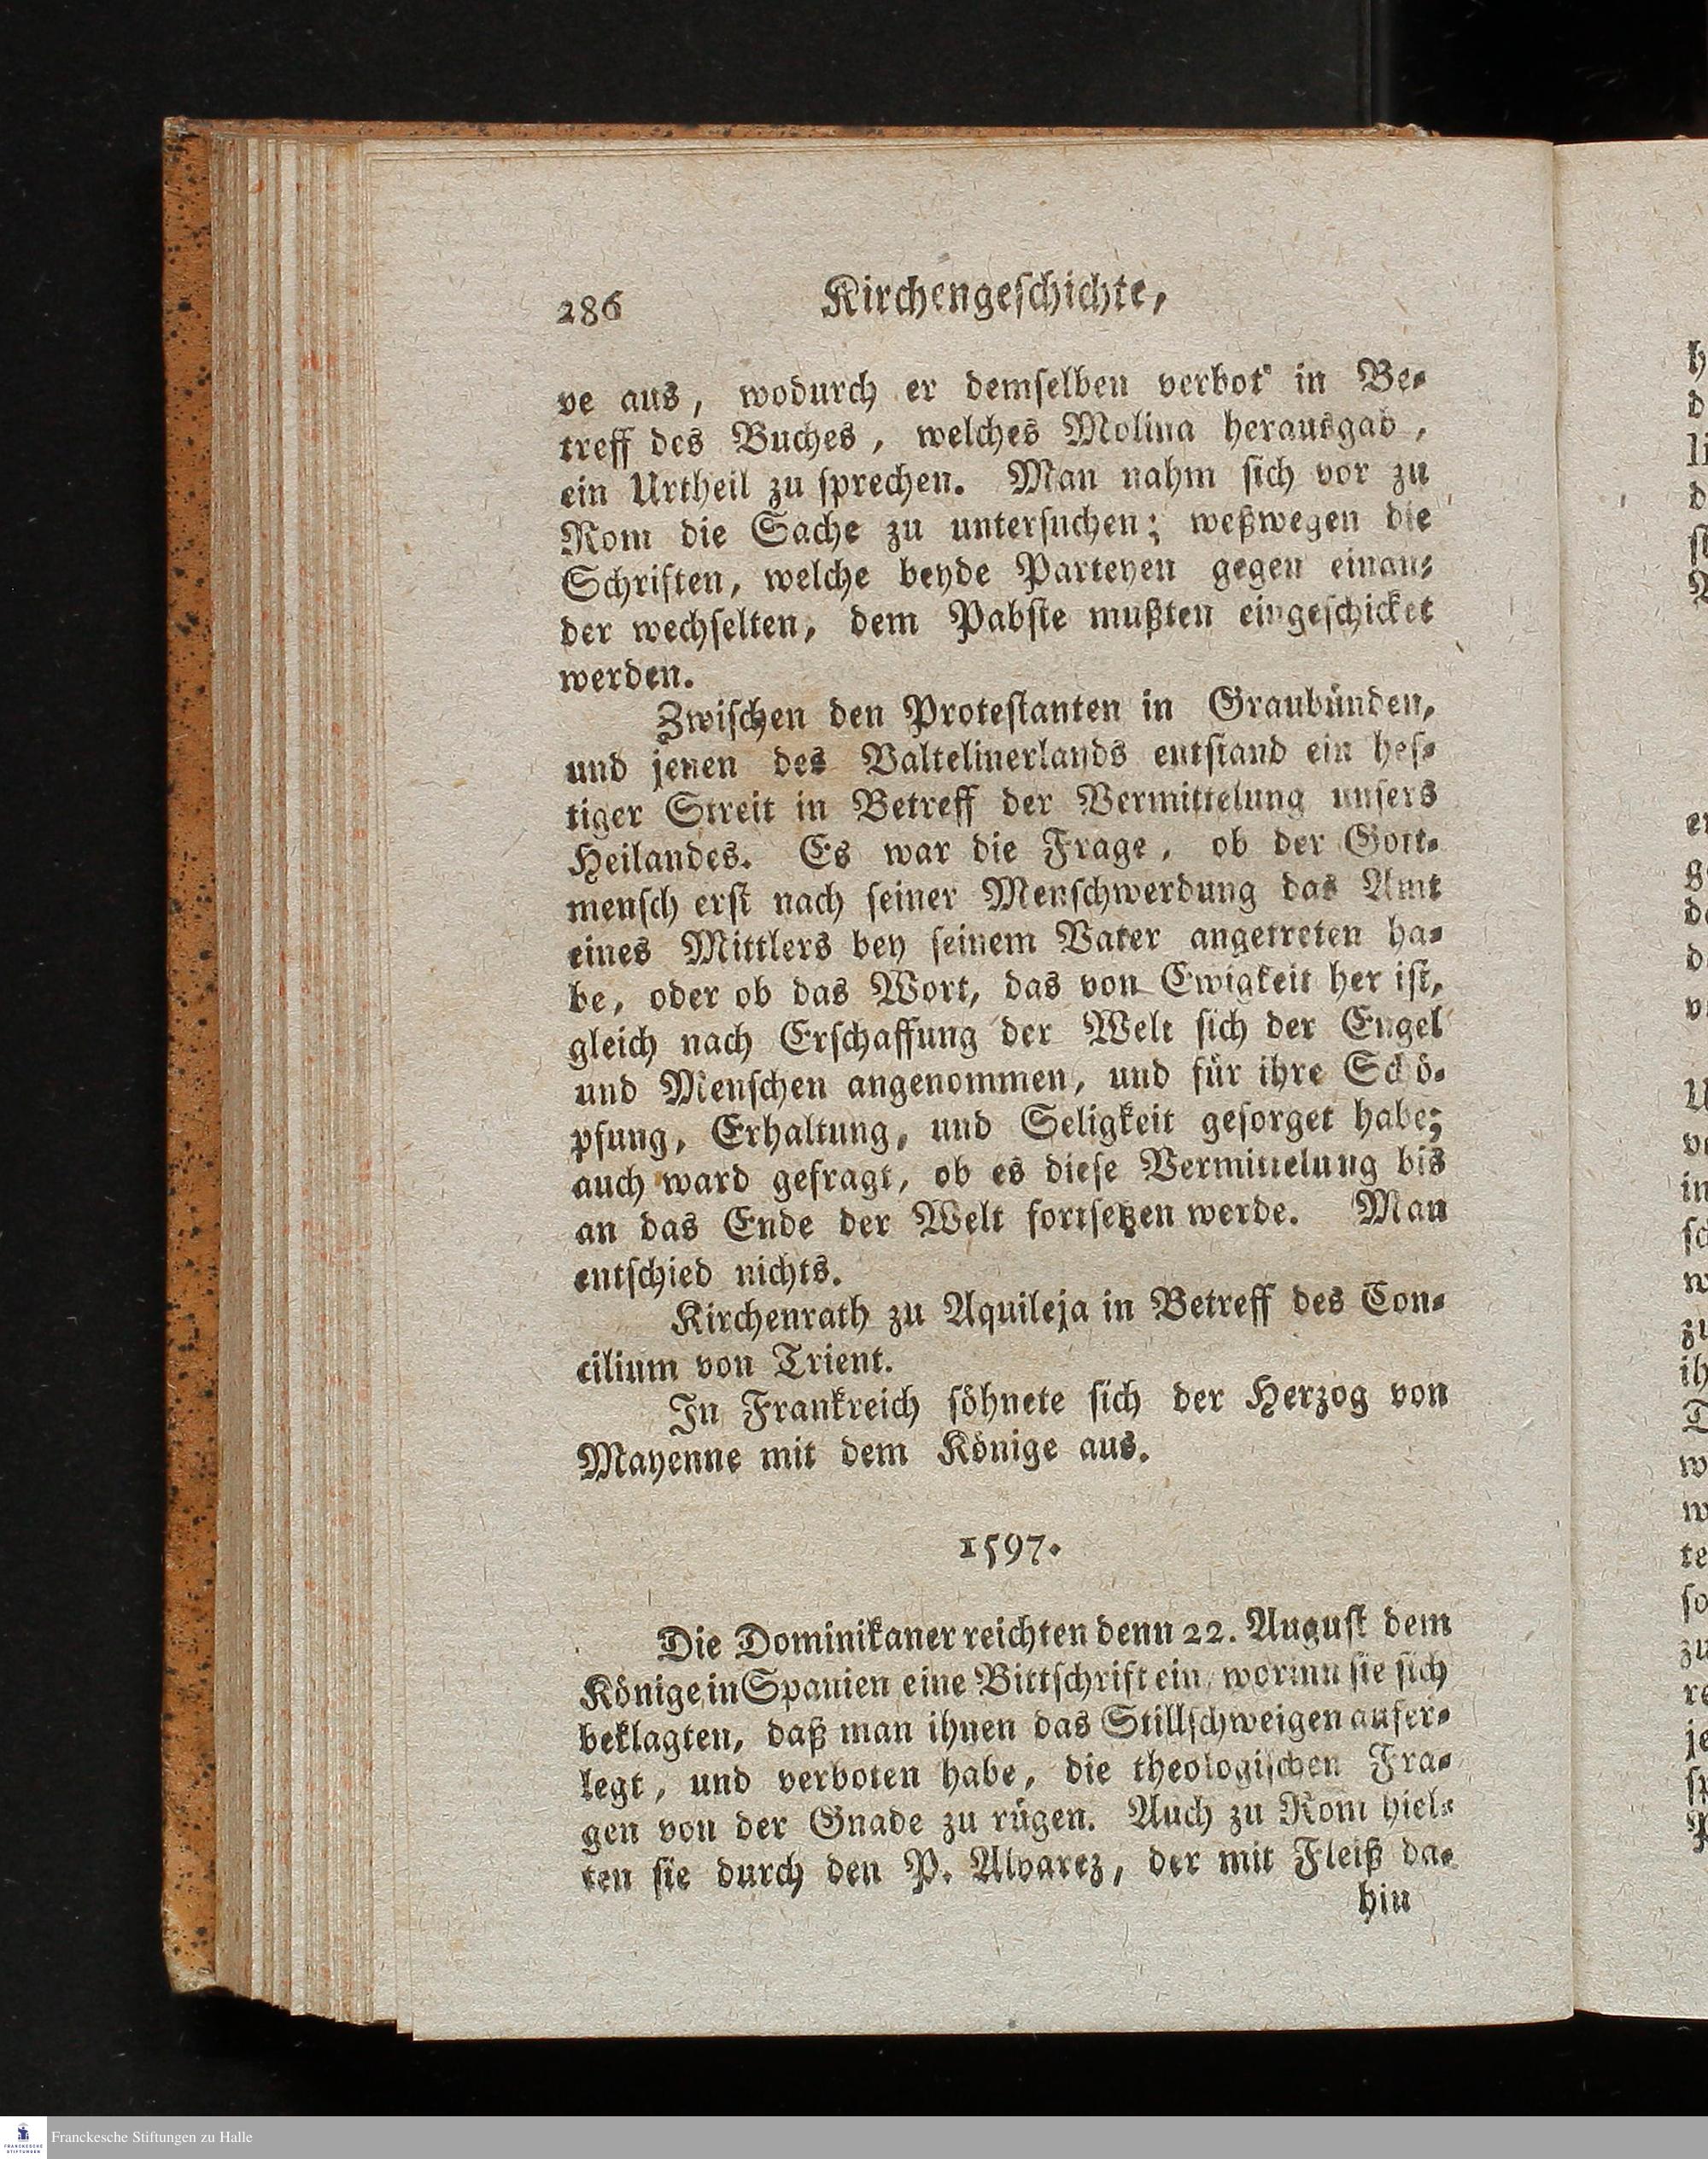 286 Kirchengeschichte,
ve aus, wodurch er demselben verbot in Be-
treff des Buches, welches Molina herausgab,
ein Urtheil zu sprechen. Man nahm sich vor zu
Rom die Sache zu untersuchen; weßwegen die
Schriften, welche beyde Parteyen gegen einan-
der wechselten, dem Pabste mußten eingeschicket
werden.
Zwischen den Protestanten in Graubünden,
und jenen des Valtelinerlands entstand ein hef-
tiger Streit in Betreff der Vermittelung unsers
Heilandes. Es war die Frage, ob der Gott-
mensch erst nach seiner Menschwerdung das Amt
eines Mittlers bey seinem Vater angetreten ha-
be, oder ob das Wort, das von Ewigkeit her ist,
gleich nach Erschaffung der Welt sich der Engel
und Menschen angenommen, und für ihre Schö-
pfung, Erhaltung, und Seligkeit gesorget habe;
auch ward gefragt, ob es diese Vermittelung bis
an das Ende der Welt fortsetzen werde. Man
entschied nichts.
Kirchenrath zu Aquileja in Betreff des Con-
cilium von Trient.
In Frankreich söhnete sich der Herzog von
Mayenne mit dem Könige aus.
1597.
Die Dominikaner reichten denn 22. August dem
Könige in Spanien eine Bittschrift ein, worinn sie sich
beklagten, daß man ihnen das Stillschweigen aufer-
legt, und verboten habe, die theologischen Fra-
gen von der Gnade zu rügen. Auch zu Rom hiel-
ten sie durch den P. Alvarez, der mit Fleiß da-
hin
Franckesche Stiftungen zu Halle